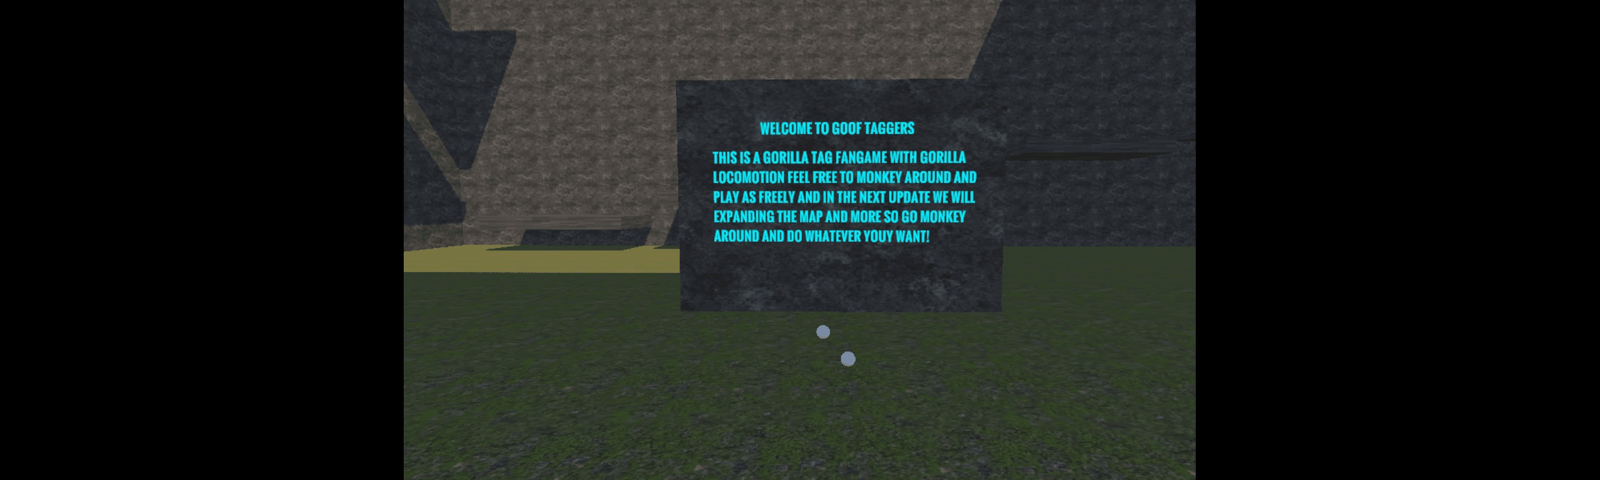 WELCOME TO GOOF TAGGERS
THIS IS A GORILLA TAG FANGAME WITH GORILLA
LOCOMOTION FEEL FREE TO MONKEY AROUND AND
PLAY AS FREELY AND IN THE NEXT UPDATE WE WILL
EXPANDING THE MAP AND MORE SO GO MONKEY
AROUND AND DO WHATEVER YOUY WANT!